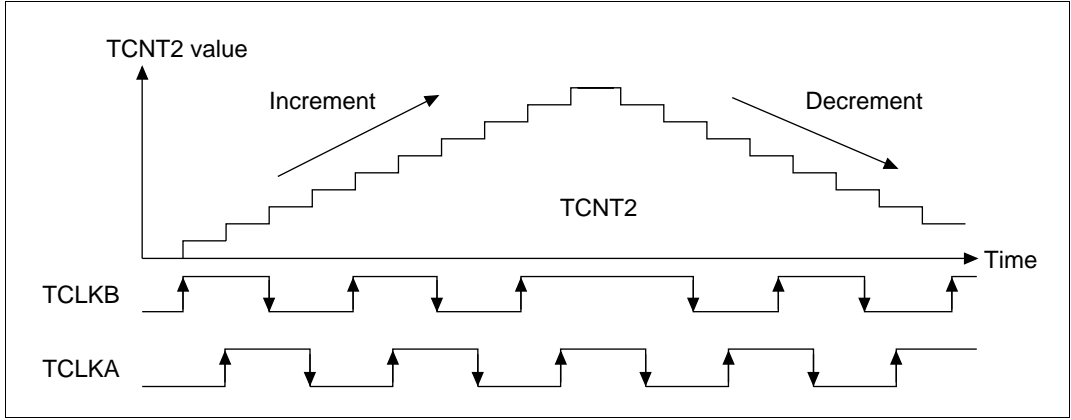 TCNT2 value
Increment
Decrement
TCNT2
Time
TCLKB
TCLKA